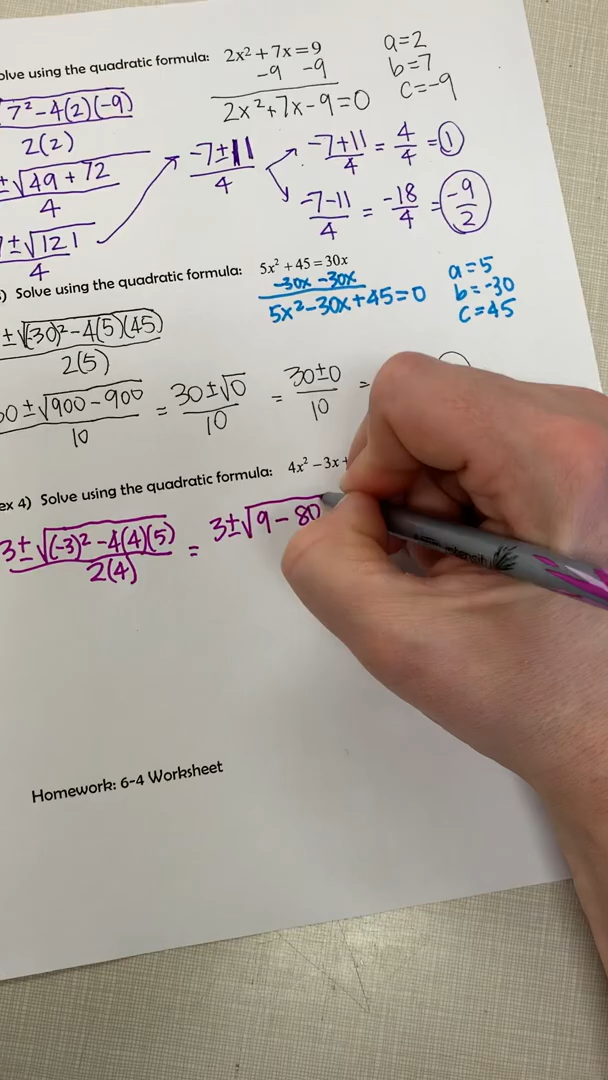 olve using the quadratic formula: 2x² + 7x = 9
-9 -9
2x²+7x-9=0
a=2
b=7
c=-9
√7²-4(2)(-9)
2(2)
±√49+72
4
7±√121
4
-7±11
4
-7+11 = 4 = 1
4 4
-7-11 = -18 = -9
4 4 2
) Solve using the quadratic formula: 5x² + 45 = 30x
-30x -30x
5x²-30x+45=0
a=5
b=-30
c=45
±√(30)²-4(5)(45)
2(5)
0±√900-900 = 30±√0 = 30±0 =
10 10 10
ex 4) Solve using the quadratic formula: 4x² − 3x +
3±√(-3)²-4(4)(5) = 3±√9-80
2(4)
Homework: 6-4 Worksheet